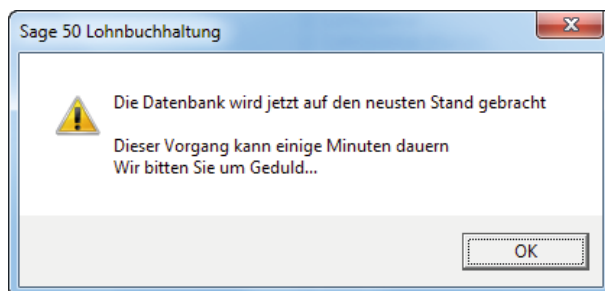 Sage 50 Lohnbuchhaltung
Die Datenbank wird jetzt auf den neusten Stand gebracht
Dieser Vorgang kann einige Minuten dauern
Wir bitten Sie um Geduld...
OK